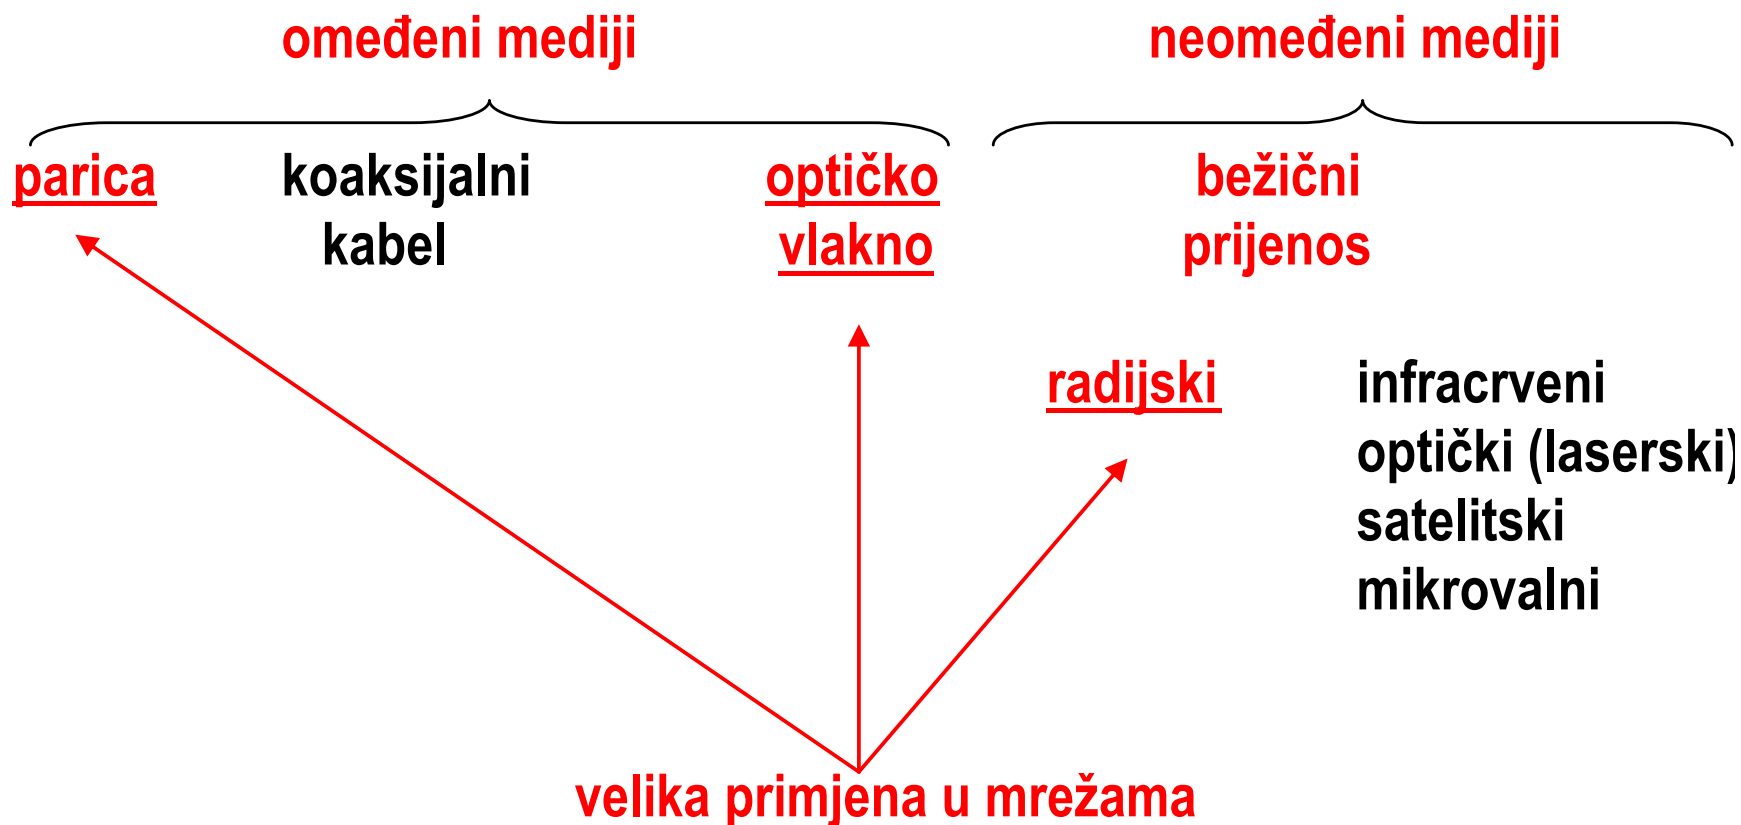 omeđeni mediji
neomeđeni mediji
parica
koaksijalni
kabel
optičko
vlakno
bežični
prijenos
radijski
infracrveni
optički (laserski)
satelitski
mikrovalni
velika primjena u mrežama